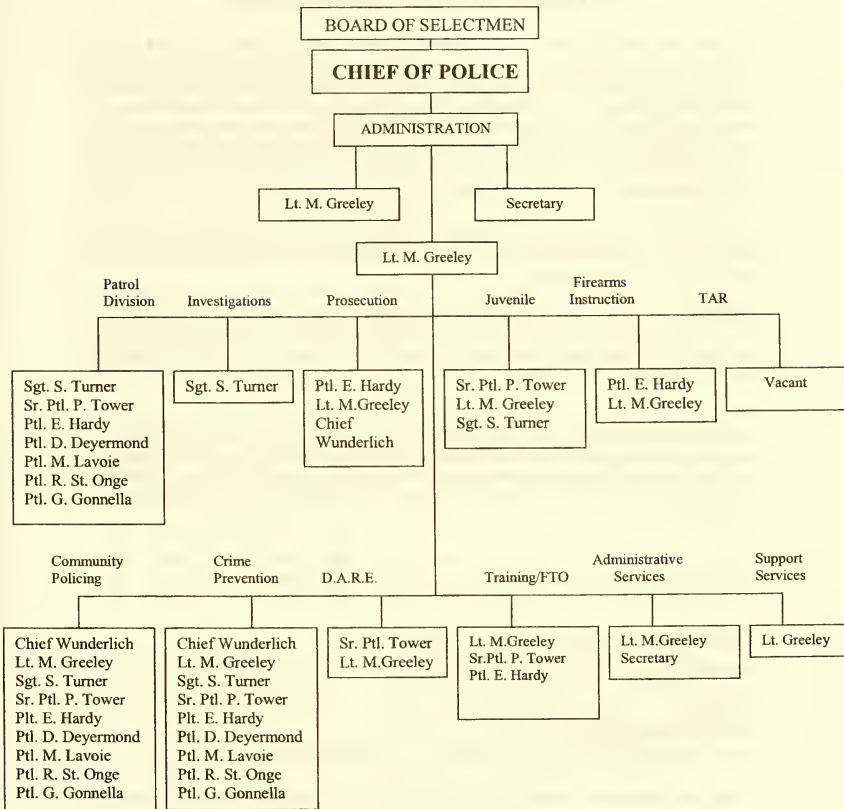 BOARD OF SELECTMEN
CHIEF OF POLICE
ADMINISTRATION
Lt. M. Greeley
Secretary
Lt. M. Greeley
Patrol
Division
Investigations
Prosecution
Juvenile
Firearms
Instruction
TAR
Sgt. S. Turner
Sr. Ptl. P. Tower
Ptl. E. Hardy
Ptl. D. Deyermond
Ptl. M. Lavoie
Ptl. R. St. Onge
Ptl. G. Gonnella
Sgt. S. Turner
Ptl. E. Hardy
Lt. M.Greeley
Chief
Wunderlich
Sr. Ptl. P. Tower
Lt. M. Greeley
Sgt. S. Turner
Ptl. E. Hardy
Lt. M.Greeley
Vacant
Community
Policing
Crime
Prevention
D.A.R.E.
Training/FTO
Administrative
Services
Support
Services
Chief Wunderlich
Lt. M. Greeley
Sgt. S. Turner
Sr. Ptl. P. Tower
Plt. E. Hardy
Ptl. D. Deyermond
Ptl. M. Lavoie
Ptl. R. St. Onge
Ptl. G. Gonnella
Chief Wunderlich
Lt. M. Greeley
Sgt. S. Turner
Sr. Ptl. P. Tower
Plt. E. Hardy
Ptl. D. Deyermond
Ptl. M. Lavoie
Ptl. R. St. Onge
Ptl. G. Gonnella
Sr. Ptl. Tower
Lt. M.Greeley
Lt. M.Greeley
Sr.Ptl. P. Tower
Ptl. E. Hardy
Lt. M.Greeley
Secretary
Lt. Greeley